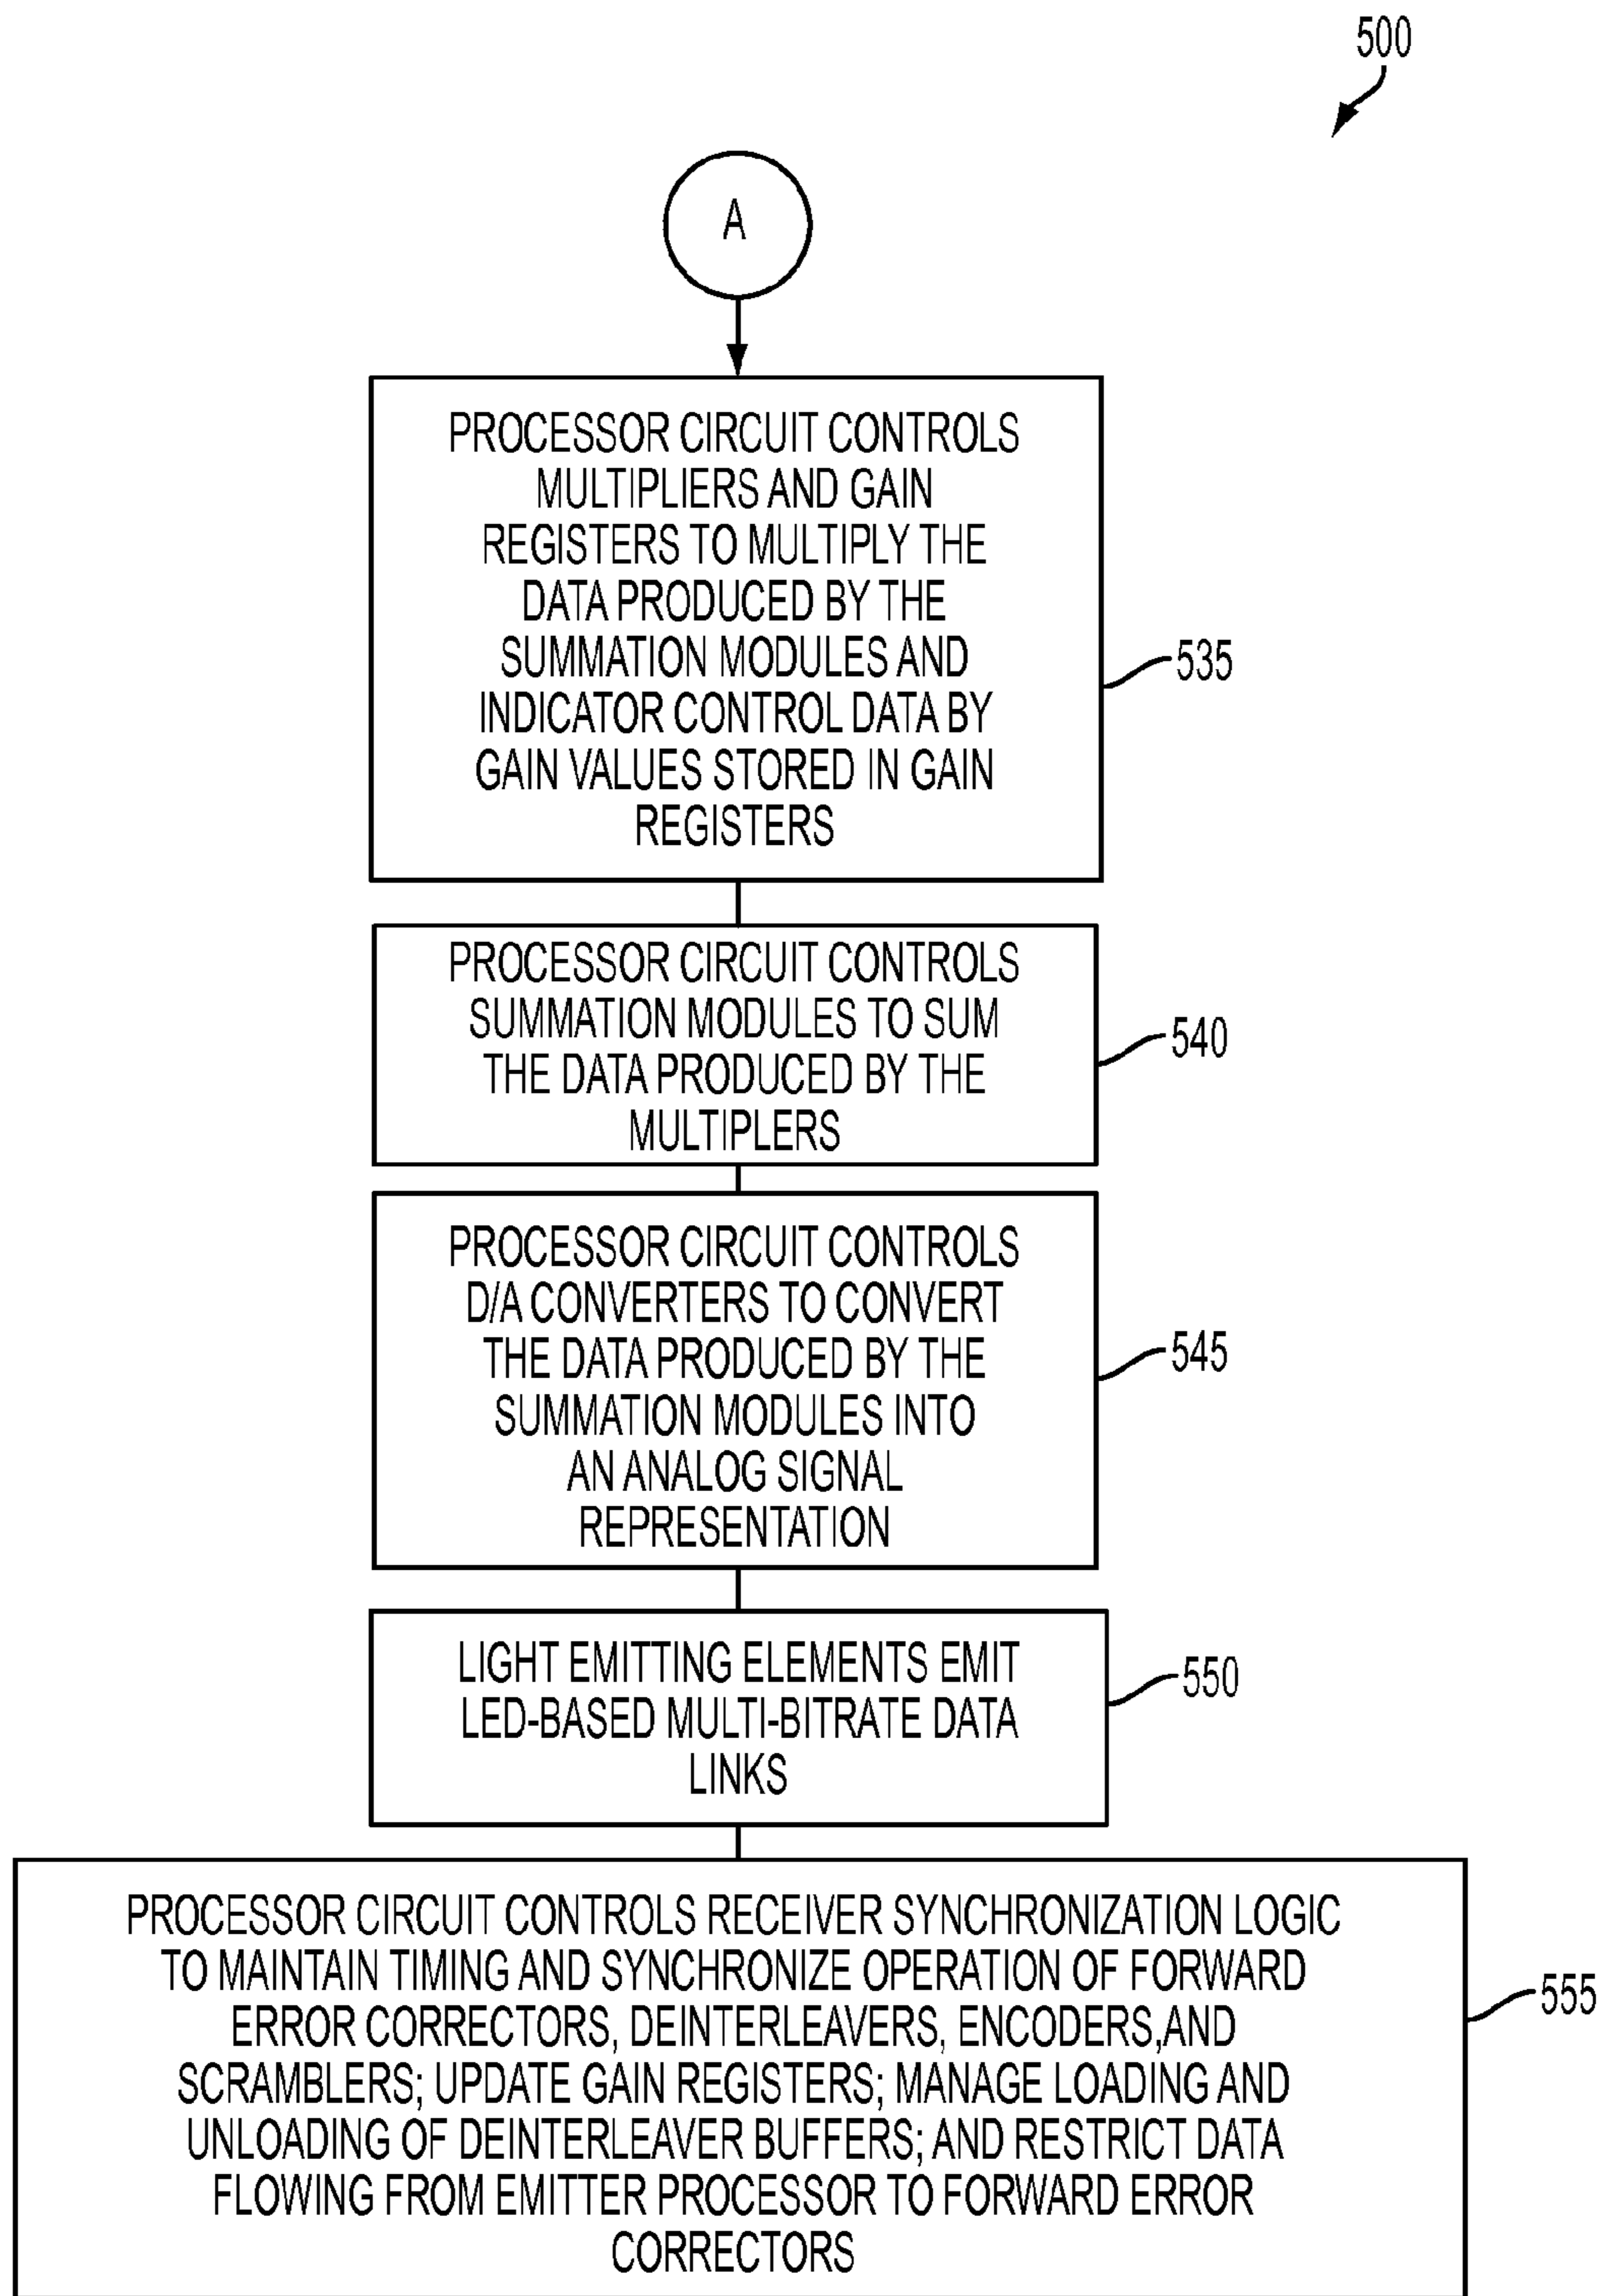 500
A
PROCESSOR CIRCUIT CONTROLS
MULTIPLIERS AND GAIN
REGISTERS TO MULTIPLY THE
DATA PRODUCED BY THE
SUMMATION MODULES AND
INDICATOR CONTROL DATA BY
GAIN VALUES STORED IN GAIN
REGISTERS
535
PROCESSOR CIRCUIT CONTROLS
SUMMATION MODULES TO SUM
THE DATA PRODUCED BY THE
MULTIPLERS
540
PROCESSOR CIRCUIT CONTROLS
D/A CONVERTERS TO CONVERT
THE DATA PRODUCED BY THE
SUMMATION MODULES INTO
AN ANALOG SIGNAL
REPRESENTATION
545
LIGHT EMITTING ELEMENTS EMIT
LED-BASED MULTI-BITRATE DATA
LINKS
550
PROCESSOR CIRCUIT CONTROLS RECEIVER SYNCHRONIZATION LOGIC
TO MAINTAIN TIMING AND SYNCHRONIZE OPERATION OF FORWARD
ERROR CORRECTORS, DEINTERLEAVERS, ENCODERS,AND
SCRAMBLERS; UPDATE GAIN REGISTERS; MANAGE LOADING AND
UNLOADING OF DEINTERLEAVER BUFFERS; AND RESTRICT DATA
FLOWING FROM EMITTER PROCESSOR TO FORWARD ERROR
CORRECTORS
555